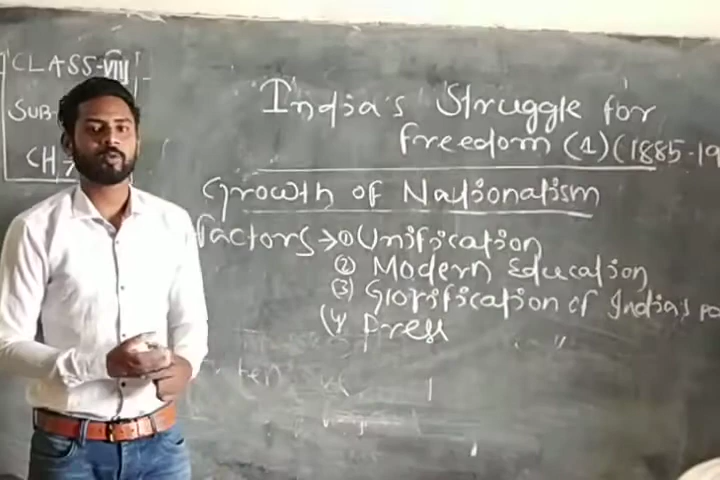 CLASS-VIII
SUB-
CH-
India's Struggle for
freedom (1) (1885-19
Growth of Nationalism
factors → ① Unification
② Modern Education
(3) Glorification of India's pa
(4) Press